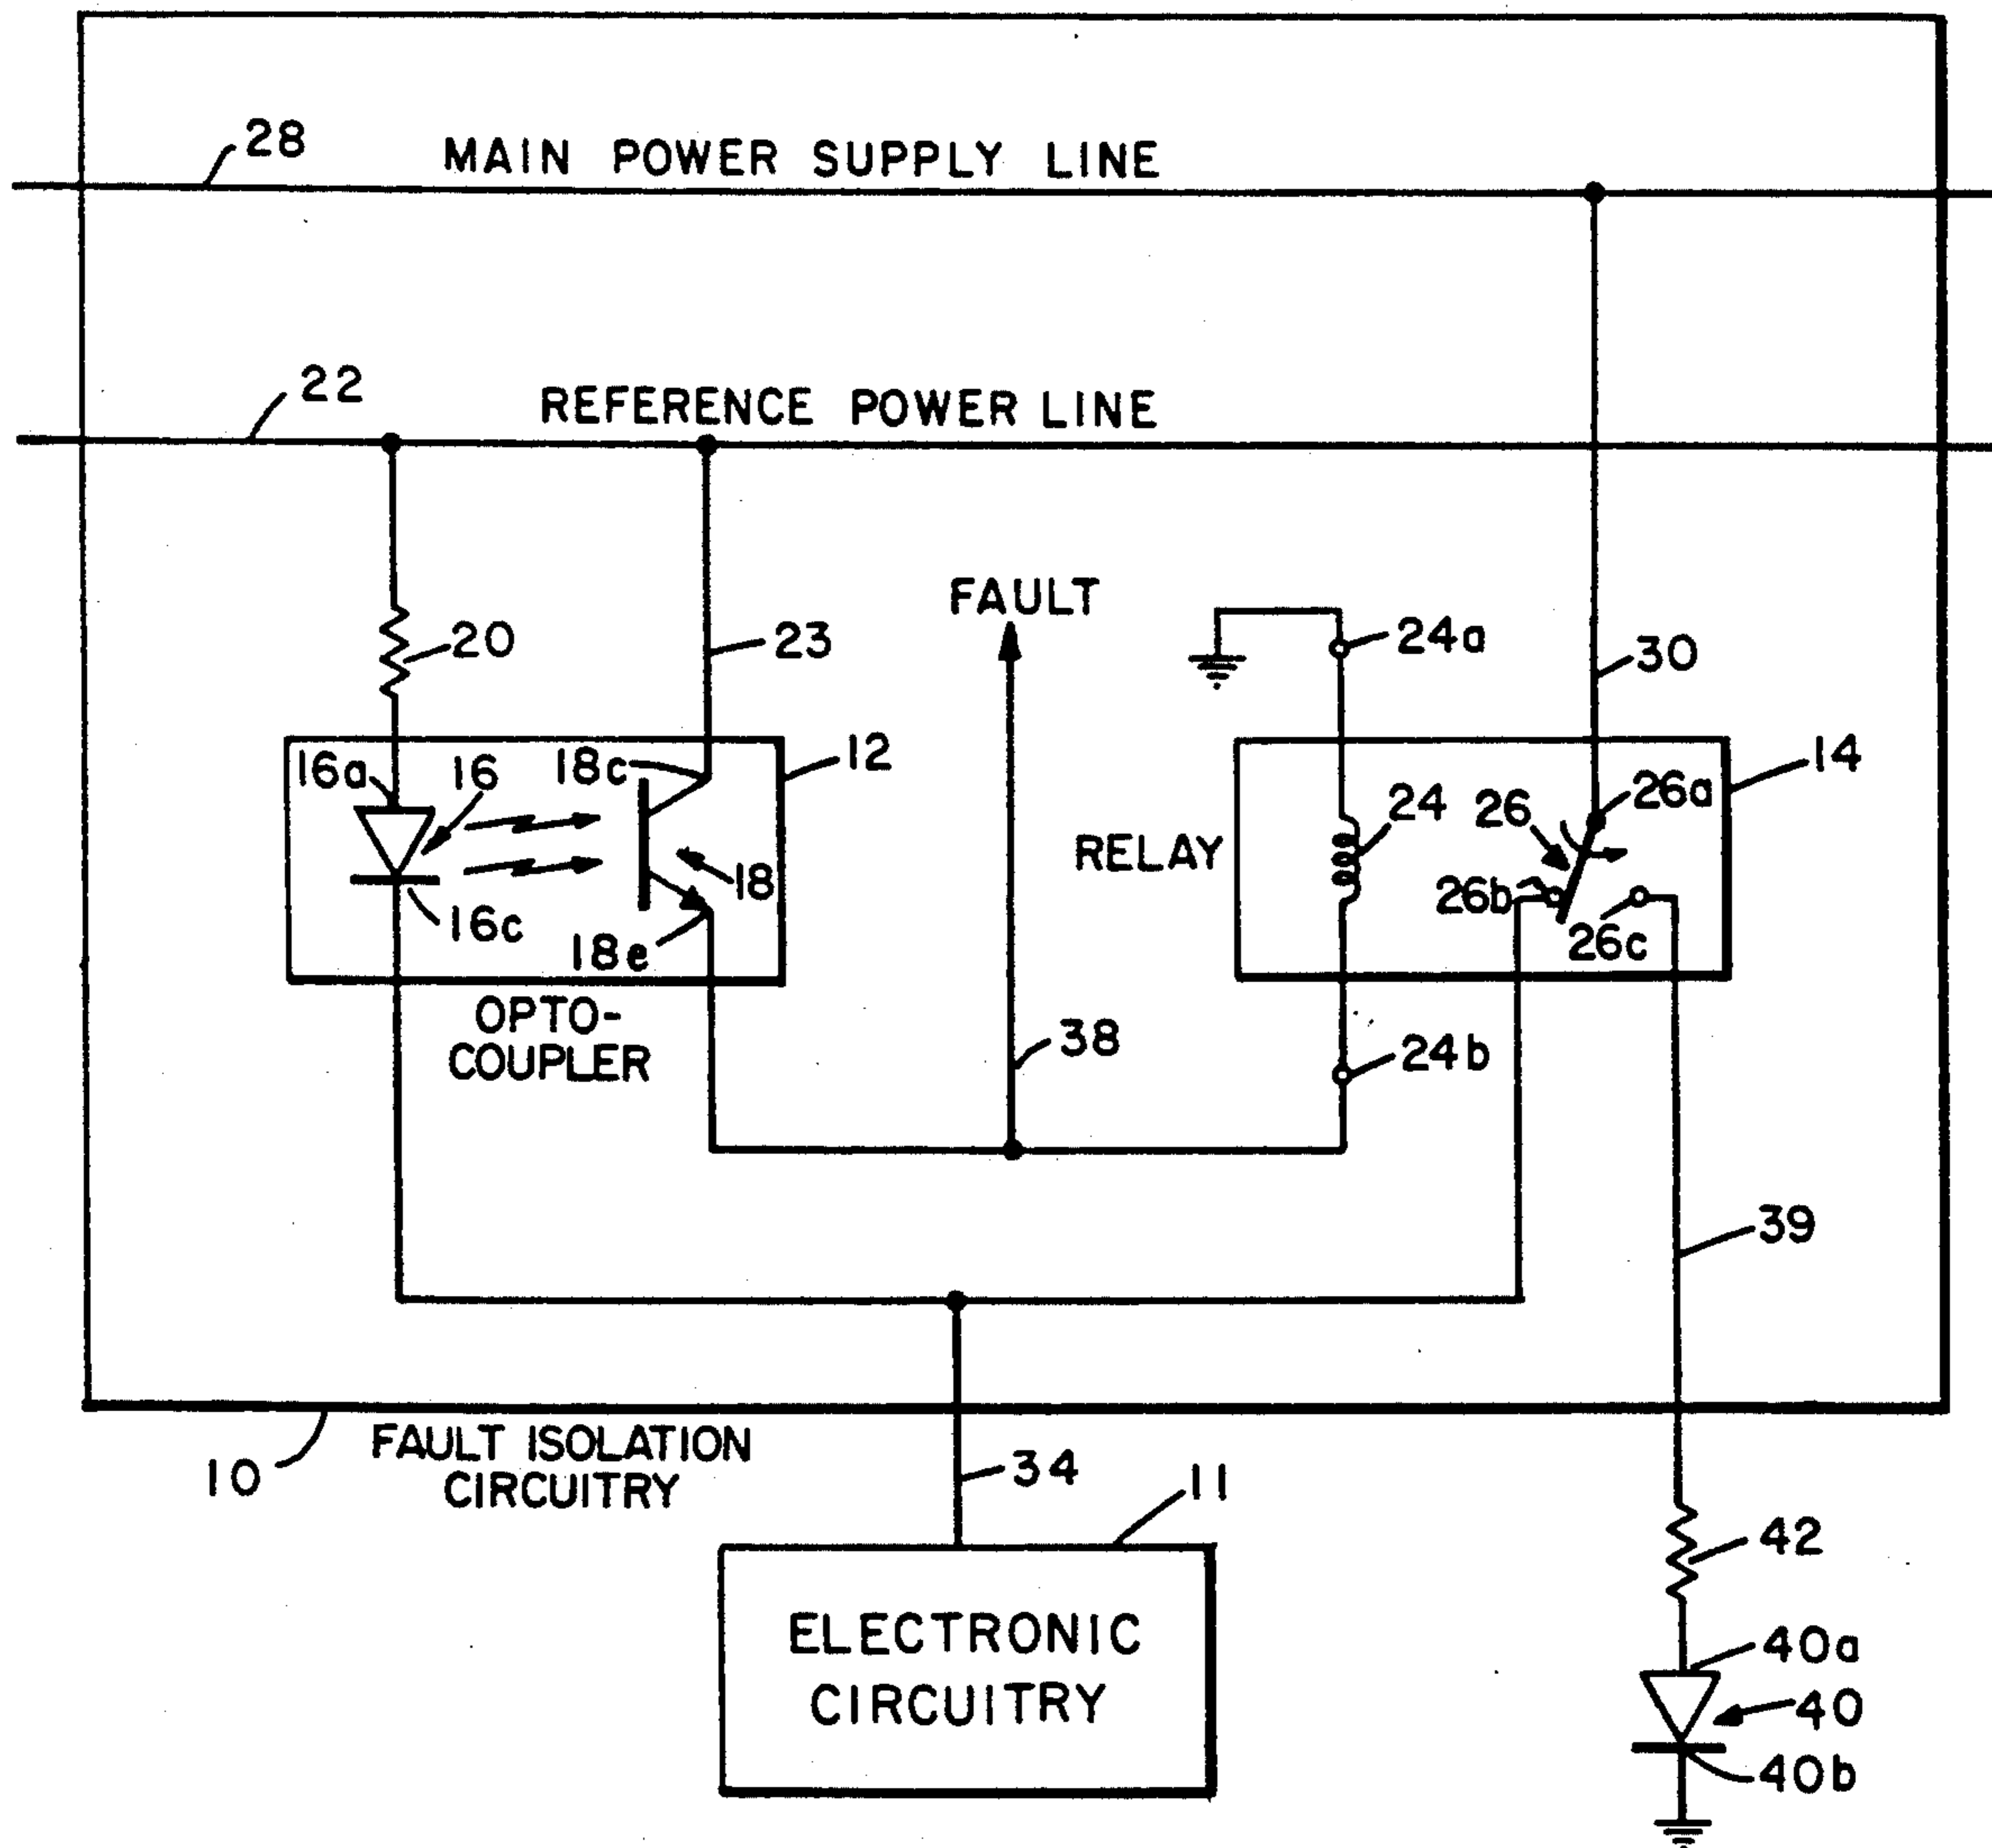 28
MAIN POWER SUPPLY LINE
22
REFERENCE POWER LINE
FAULT
20
23
24a
30
16a
16
18c
12
14
24
26
26a
RELAY
18
26b
16c
18e
26c
OPTO-
COUPLER
38
24b
39
10
FAULT ISOLATION
CIRCUITRY
34
11
42
ELECTRONIC
CIRCUITRY
40a
40
40b